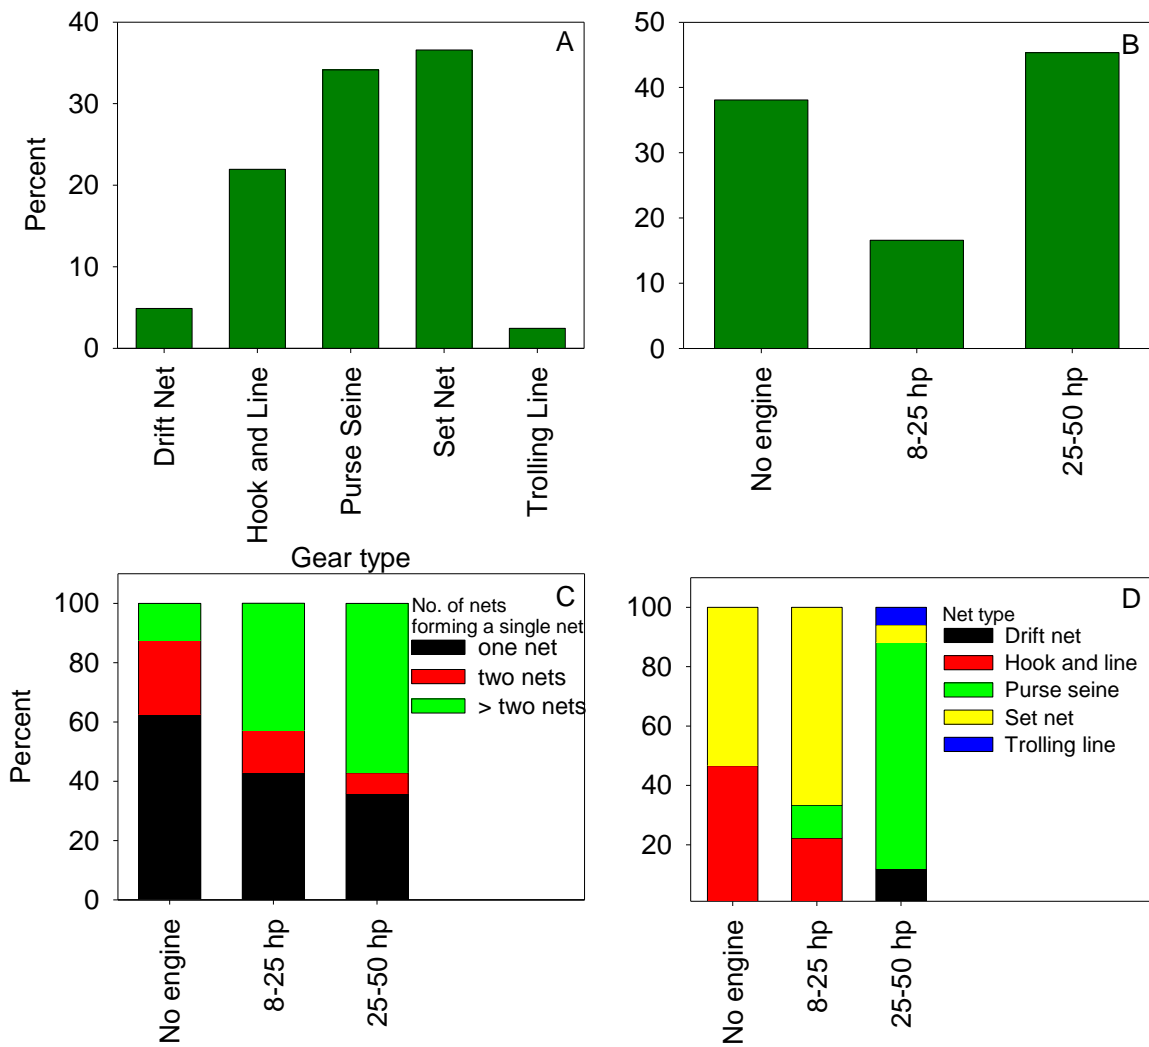 A
40
30
20
10
0
Percent
Drift Net
Hook and Line
Purse Seine
Set Net
Trolling Line
Gear type
B
50
40
30
20
10
0
No engine
8-25 hp
25-50 hp
C
No. of nets
forming a single net
one net
two nets
> two nets
100
80
60
40
20
0
Percent
No engine
8-25 hp
25-50 hp
D
Net type
Drift net
Hook and line
Purse seine
Set net
Trolling line
100
80
60
40
20
No engine
8-25 hp
25-50 hp